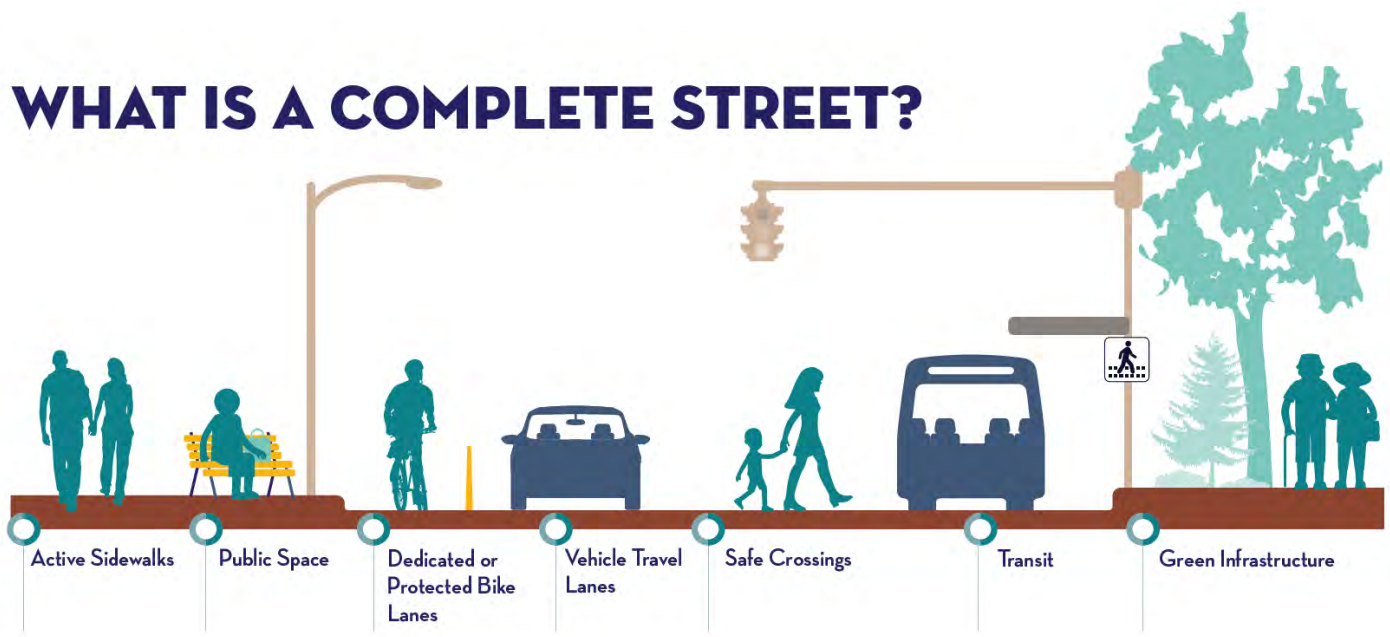 WHAT IS A COMPLETE STREET?
Active Sidewalks
Public Space
Dedicated or
Protected Bike
Lanes
Vehicle Travel
Lanes
Safe Crossings
Transit
Green Infrastructure